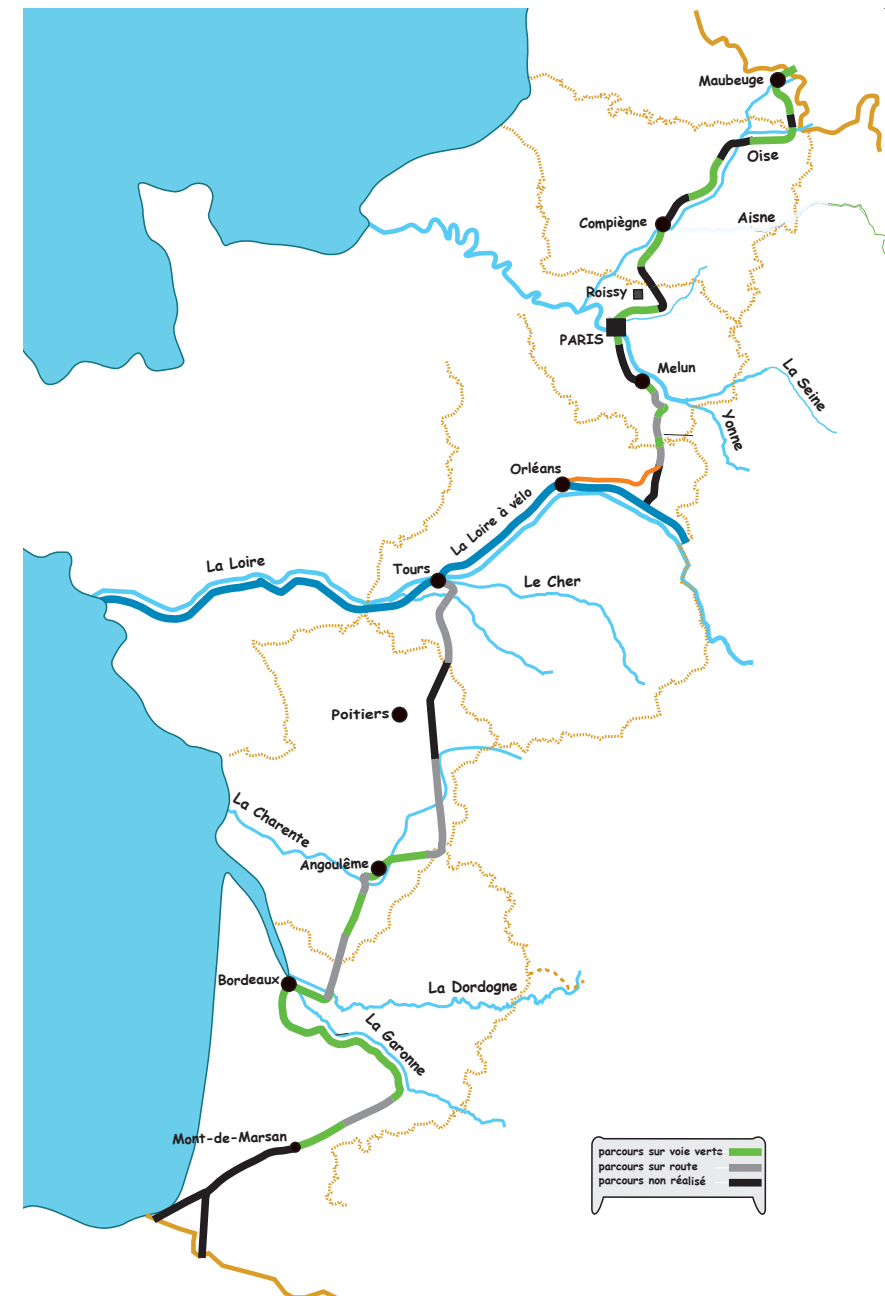 Maubeuge
Oise
Compiègne
Aisne
Roissy
PARIS
Melun
La Seine
Yonne
Orléans
La Loire à vélo
La Loire
Tours
Le Cher
Poitiers
La Charente
Angoulême
Bordeaux
La Dordogne
La Garonne
Mont-de-Marsan
parcours sur voie verte
parcours sur route
parcours non réalisé